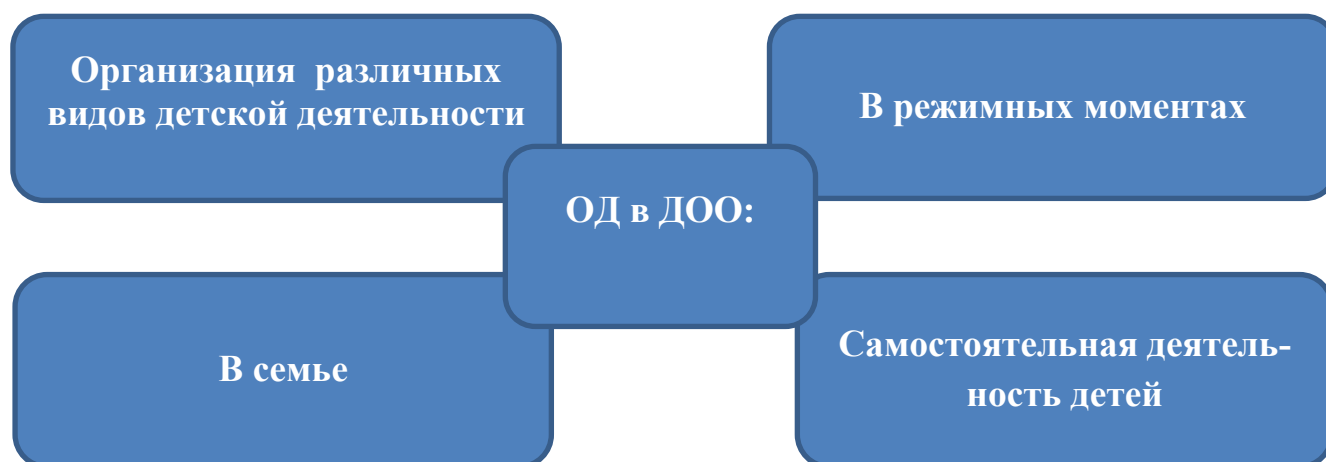 Организация различных
видов детской деятельности
В режимных моментах
ОД в ДОО:
В семье
Самостоятельная деятель-
ность детей